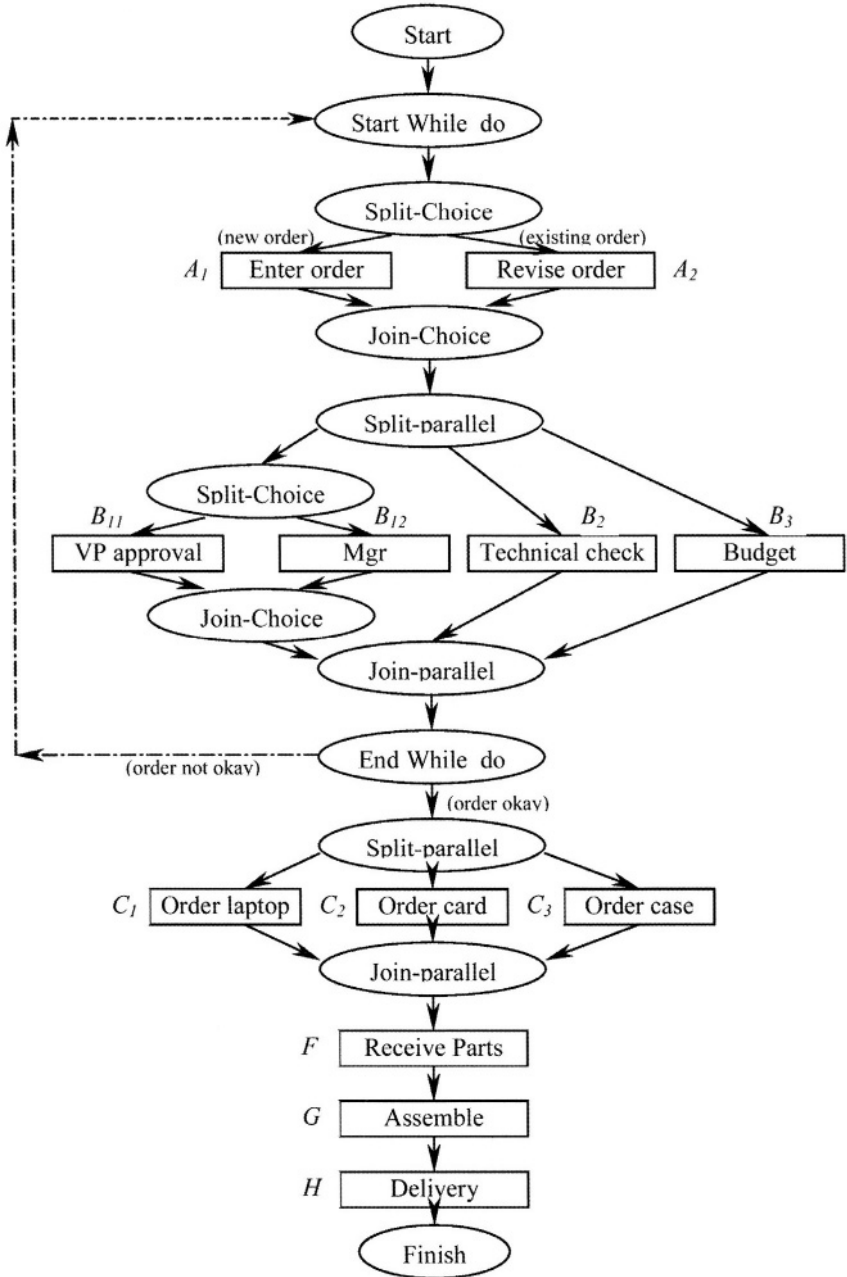 Start
Start While do
Split-Choice
(new order)
(existing order)
A1 Enter order
Revise order A2
Join-Choice
Split-parallel
Split-Choice
B11
B12
B2
B3
VP approval
Mgr
Technical check
Budget
Join-Choice
Join-parallel
End While do
(order not okay)
(order okay)
Split-parallel
C1 Order laptop
C2 Order card
C3 Order case
Join-parallel
F Receive Parts
G Assemble
H Delivery
Finish